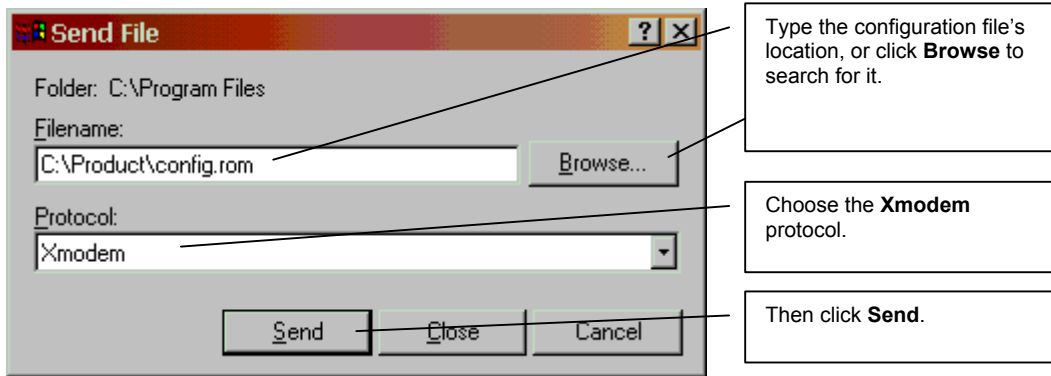 Send File
Folder: C:\Program Files
Filename:
C:\Product\config.rom
Browse...
Protocol:
Xmodem
Send
Close
Cancel
Type the configuration file's
location, or click Browse to
search for it.
Choose the Xmodem
protocol.
Then click Send.